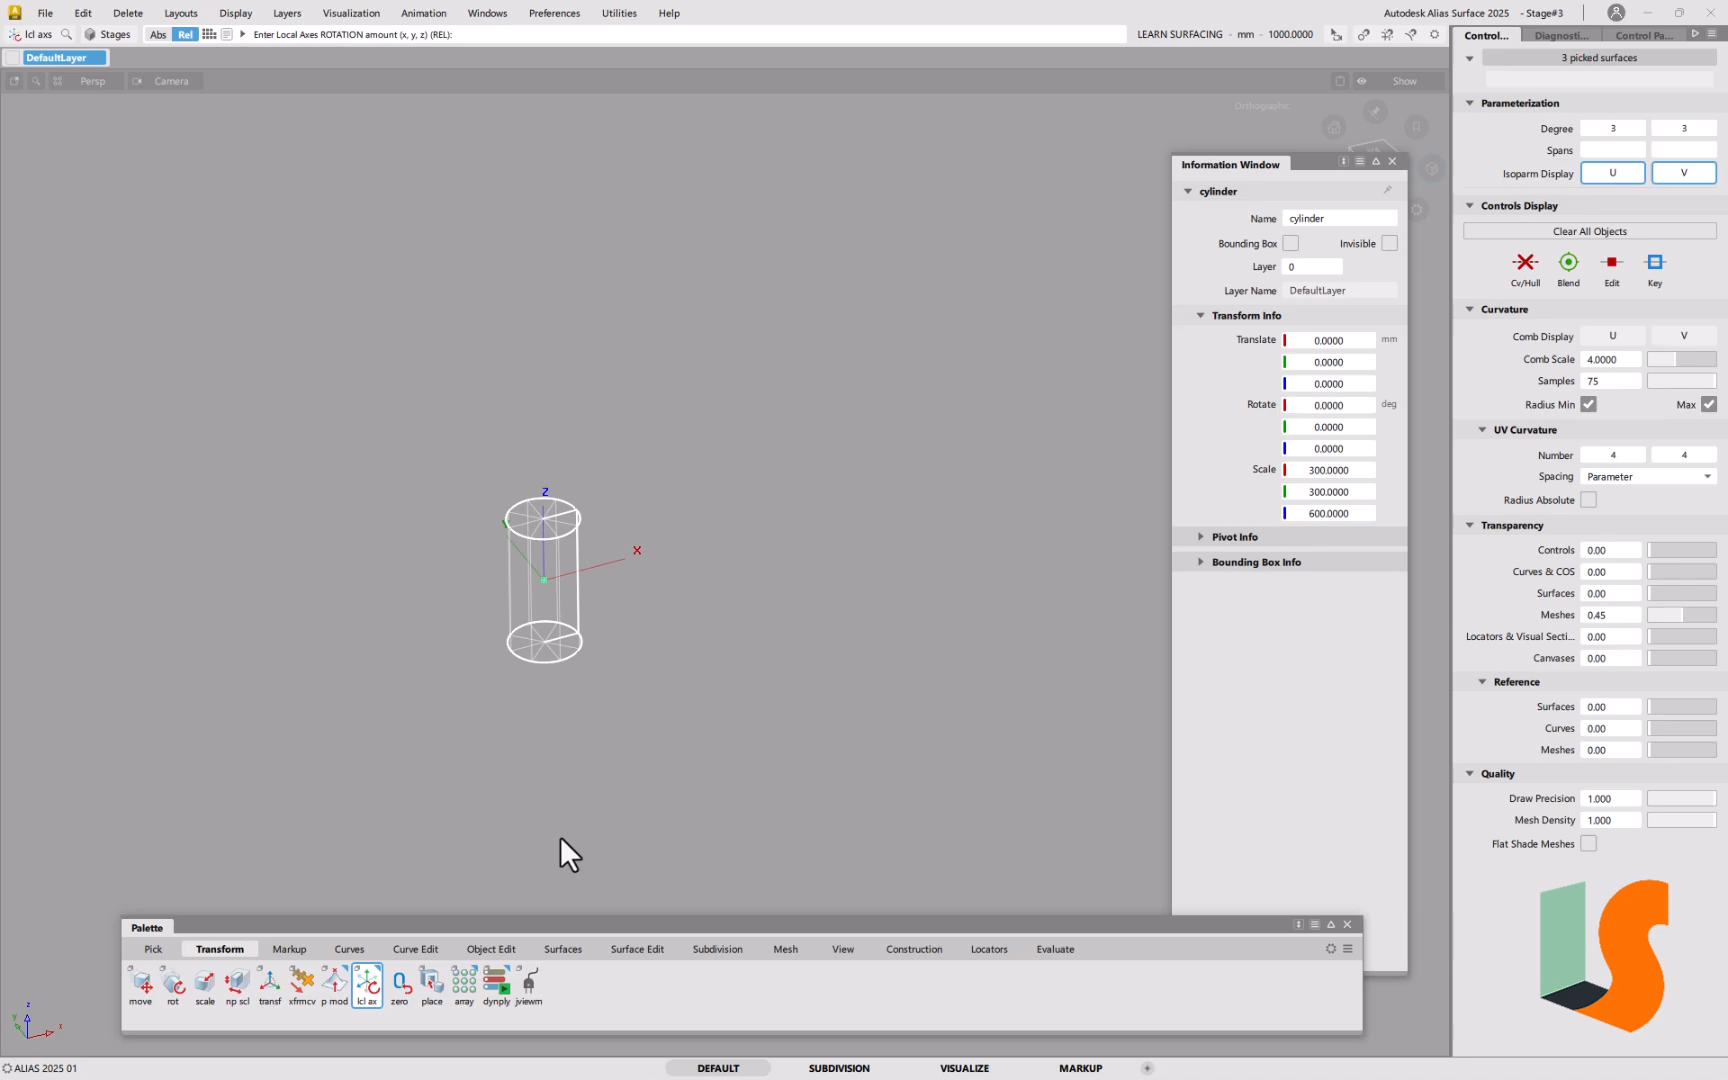 File Edit Delete Layouts Display Layers Visualization Animation Windows Preferences Utilities Help
Autodesk Alias Surface 2025 - Stage#3
lcl axs Stages Abs Rel Enter Local Axes ROTATION amount (x, y, z) (REL):
LEARN SURFACING - mm - 1000.0000
DefaultLayer
Persp Camera Show
Orthographic
Z
X
x
y
z
Information Window
cylinder
Name cylinder
Bounding Box Invisible
Layer 0
Layer Name DefaultLayer
Transform Info
Translate 0.0000 mm
0.0000
0.0000
Rotate 0.0000 deg
0.0000
0.0000
Scale 300.0000
300.0000
600.0000
Pivot Info
Bounding Box Info
Control... Diagnosti... Control Pa...
3 picked surfaces
Parameterization
Degree 3 3
Spans
Isoparm Display U V
Controls Display
Clear All Objects
Cv/Hull Blend Edit Key
Curvature
Comb Display U V
Comb Scale 4.0000
Samples 75
Radius Min Max
UV Curvature
Number 4 4
Spacing Parameter
Radius Absolute
Transparency
Controls 0.00
Curves & COS 0.00
Surfaces 0.00
Meshes 0.45
Locators & Visual Secti... 0.00
Canvases 0.00
Reference
Surfaces 0.00
Curves 0.00
Meshes 0.00
Quality
Draw Precision 1.000
Mesh Density 1.000
Flat Shade Meshes
LS
Palette
Pick Transform Markup Curves Curve Edit Object Edit Surfaces Surface Edit Subdivision Mesh View Construction Locators Evaluate
move rot scale np scl transf xfrmcv p mod lcl ax zero place array dynply jviewm
ALIAS 2025 01
DEFAULT SUBDIVISION VISUALIZE MARKUP +